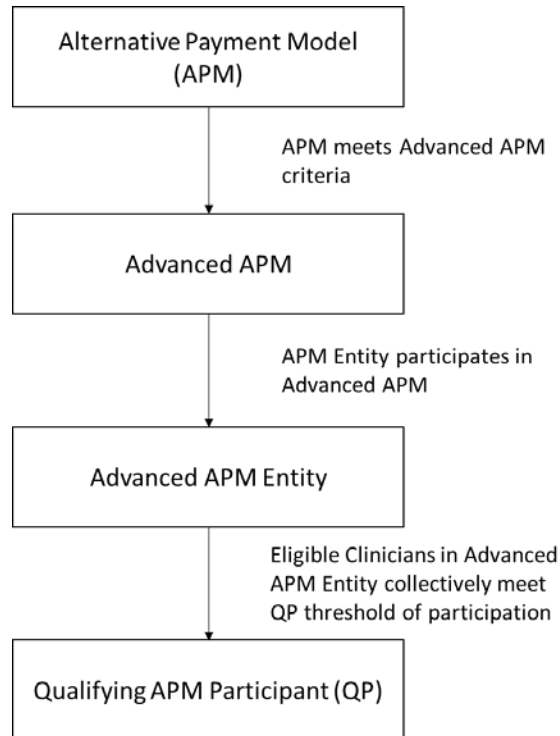 Alternative Payment Model
(APM)
APM meets Advanced APM
criteria
Advanced APM
APM Entity participates in
Advanced APM
Advanced APM Entity
Eligible Clinicians in Advanced
APM Entity collectively meet
QP threshold of participation
Qualifying APM Participant (QP)